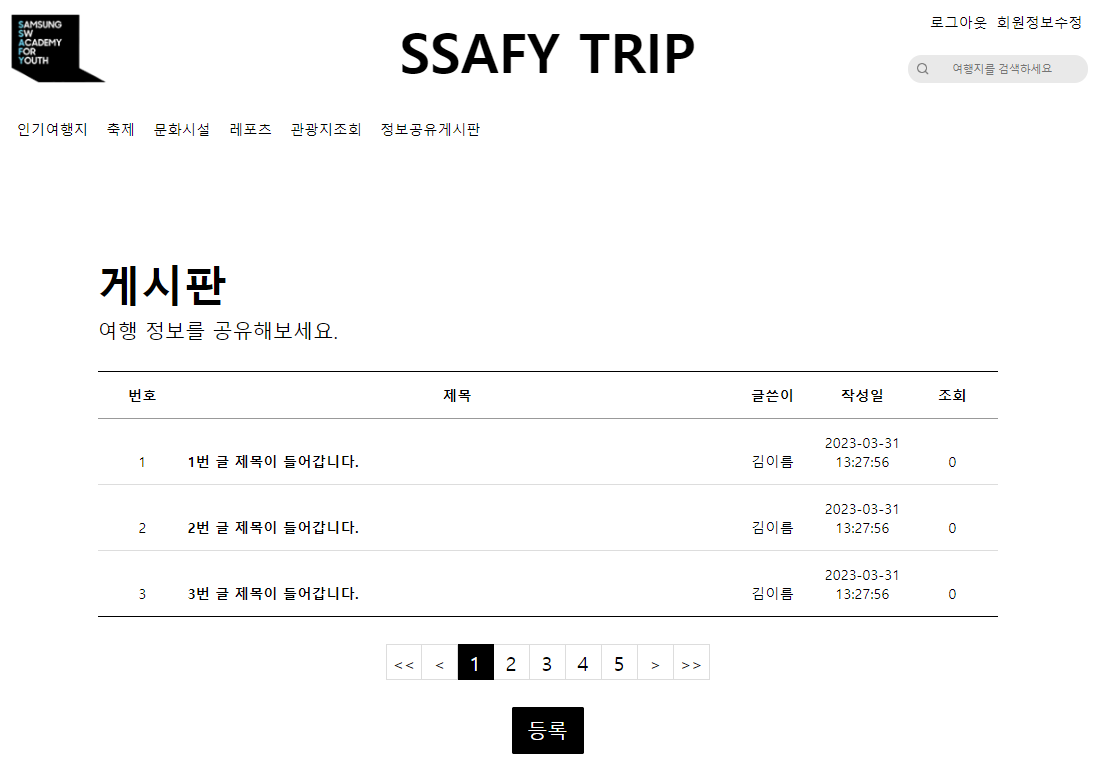 SAMSUNG
SW
ACADEMY
FOR
YOUTH
SSAFY TRIP
로그아웃 회원정보수정
여행지를 검색하세요
인기여행지 축제 문화시설 레포츠 관광지조회 정보공유게시판
게시판
여행 정보를 공유해보세요.
번호 제목 글쓴이 작성일 조회
1 1번 글 제목이 들어갑니다. 김이름 2023-03-31 13:27:56 0
2 2번 글 제목이 들어갑니다. 김이름 2023-03-31 13:27:56 0
3 3번 글 제목이 들어갑니다. 김이름 2023-03-31 13:27:56 0
<< < 1 2 3 4 5 > >>
등록